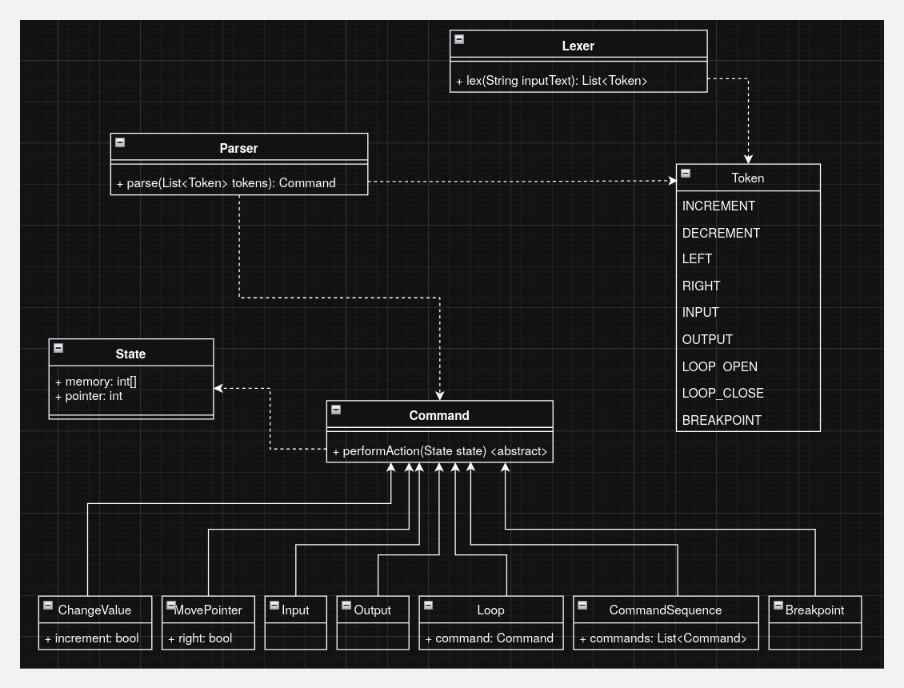 Lexer
+ lex(String inputText): List<Token>
Parser
+ parse(List<Token> tokens): Command
Token
INCREMENT
DECREMENT
LEFT
RIGHT
INPUT
OUTPUT
LOOP_OPEN
LOOP_CLOSE
BREAKPOINT
State
+ memory: int[]
+ pointer: int
Command
+ performAction(State state) <abstract>
ChangeValue
+ increment: bool
MovePointer
+ right: bool
Input
Output
Loop
+ command: Command
CommandSequence
+ commands: List<Command>
Breakpoint